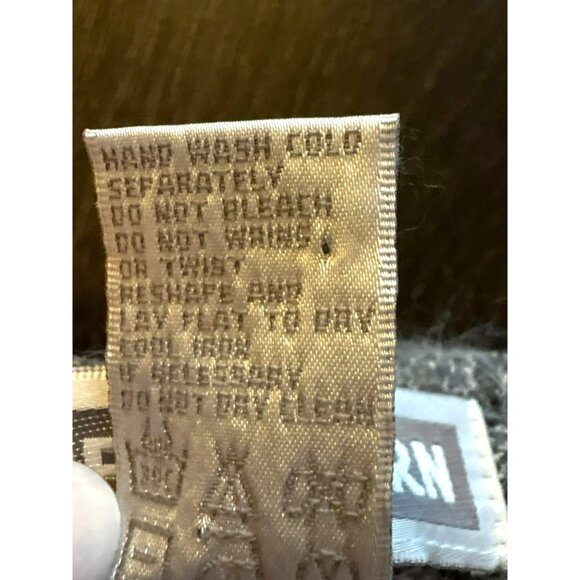 HAND WASH COLD
SEPARATELY
DO NOT BLEACH
DO NOT WRING
OR TWIST
RESHAPE AND
LAY FLAT TO DRY
COOL IRON
IF NECESSARY
DO NOT DRY CLEAN
RN